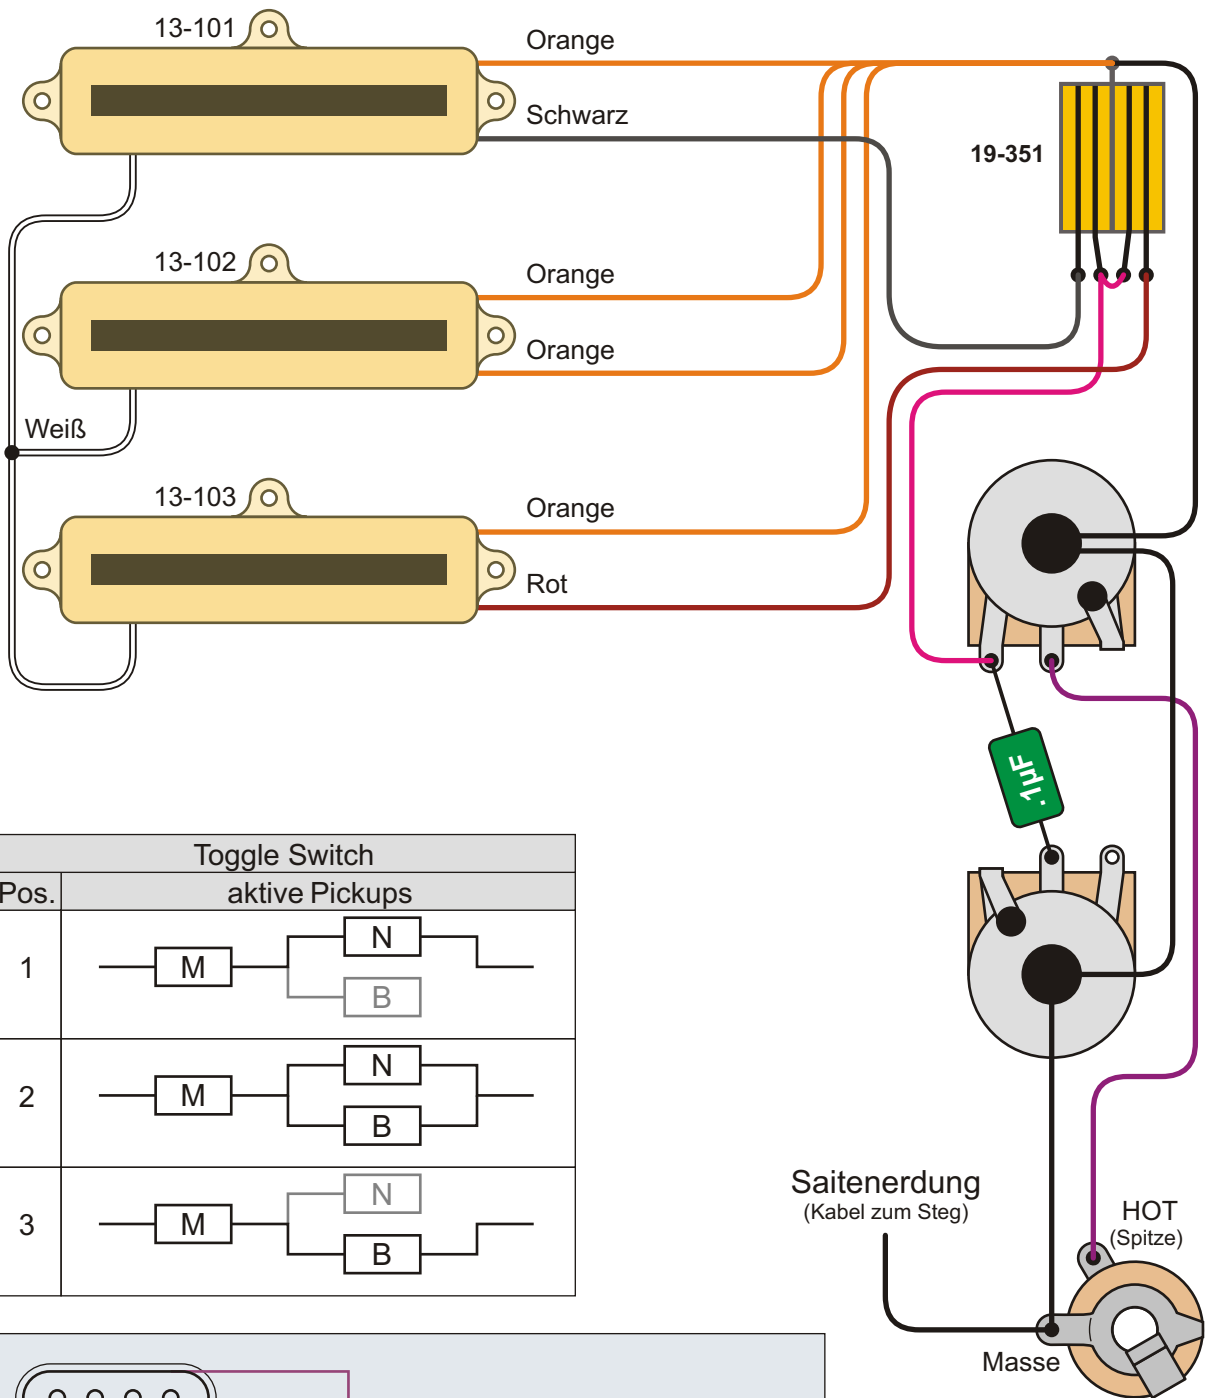 13-101
Orange
Schwarz
19-351
13-102
Orange
Orange
Weiß
13-103
Orange
Rot
.1µF
Toggle Switch
Pos.
aktive Pickups
1
M
N
B
2
M
N
B
3
M
N
B
Saitenerdung
(Kabel zum Steg)
HOT
(Spitze)
Masse